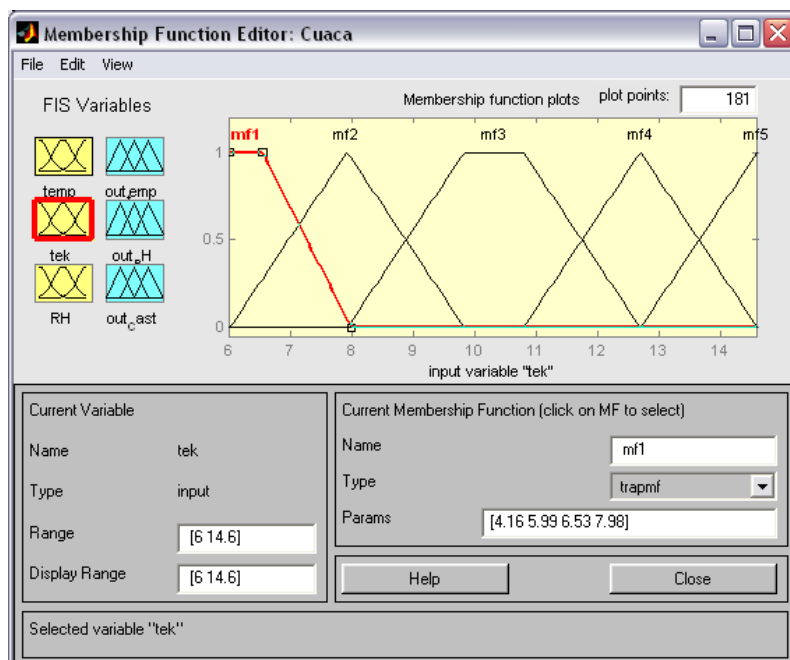 Membership Function Editor: Cuaca
File Edit View
FIS Variables
Membership function plots plot points: 181
mf1 mf2 mf3 mf4 mf5
1
0.5
0
temp out_temp
tek out_RH
RH out_cast
6 7 8 9 10 11 12 13 14
input variable "tek"
Current Variable
Name tek
Type input
Range [6 14.6]
Display Range [6 14.6]
Current Membership Function (click on MF to select)
Name mf1
Type trapmf
Params [4.16 5.99 6.53 7.98]
Help Close
Selected variable "tek"